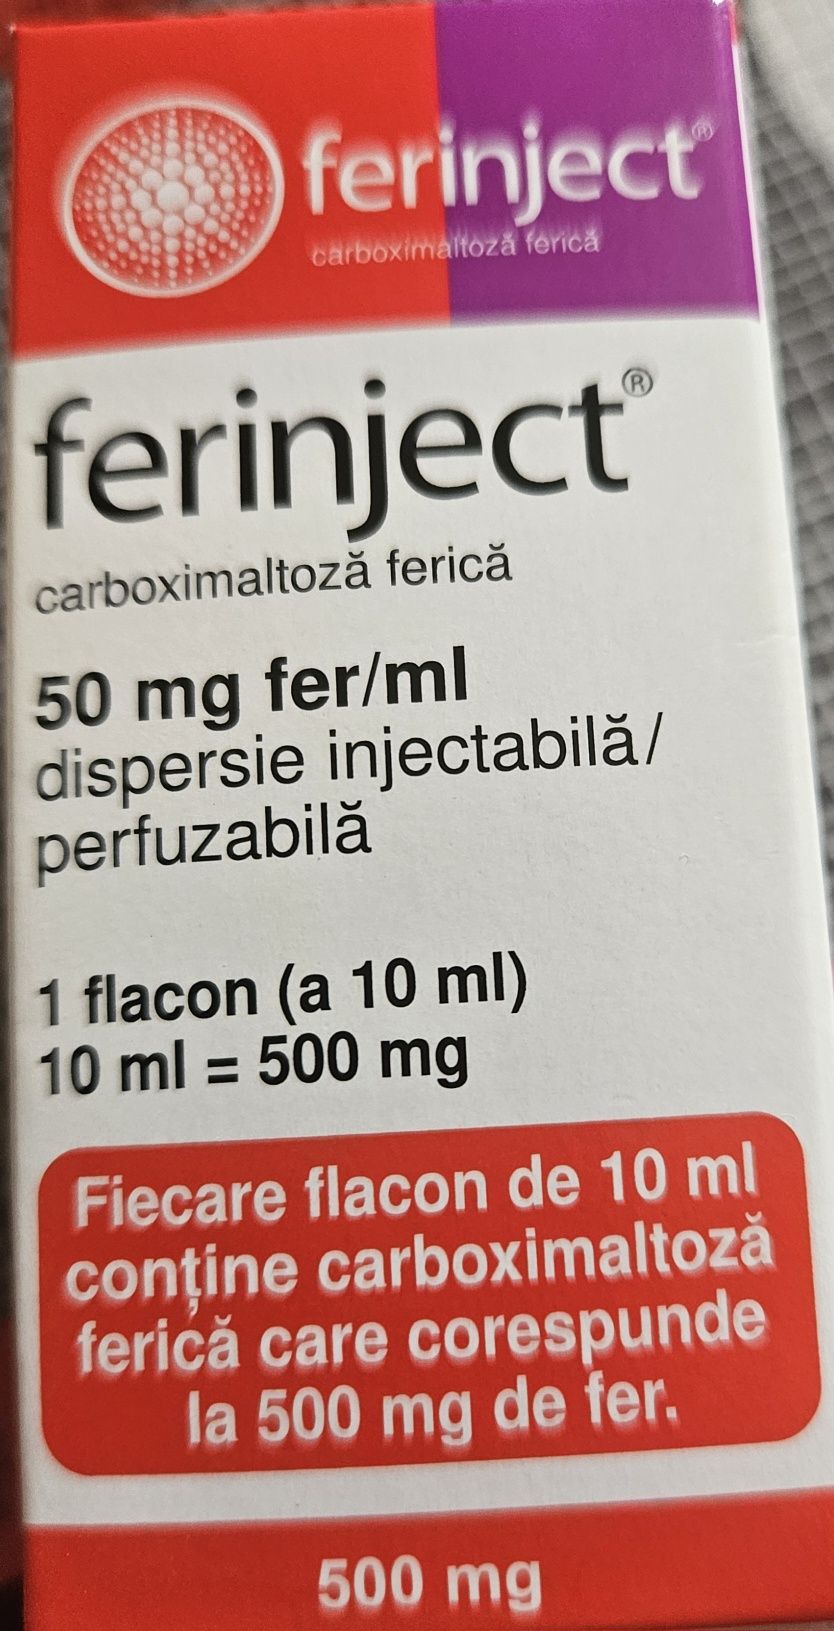 ferinject®
carboximaltoză ferică
ferinject®
carboximaltoză ferică
50 mg fer/ml
dispersie injectabilă/
perfuzabilă
1 flacon (a 10 ml)
10 ml = 500 mg
Fiecare flacon de 10 ml
conţine carboximaltoză
ferică care corespunde
la 500 mg de fer.
500 mg